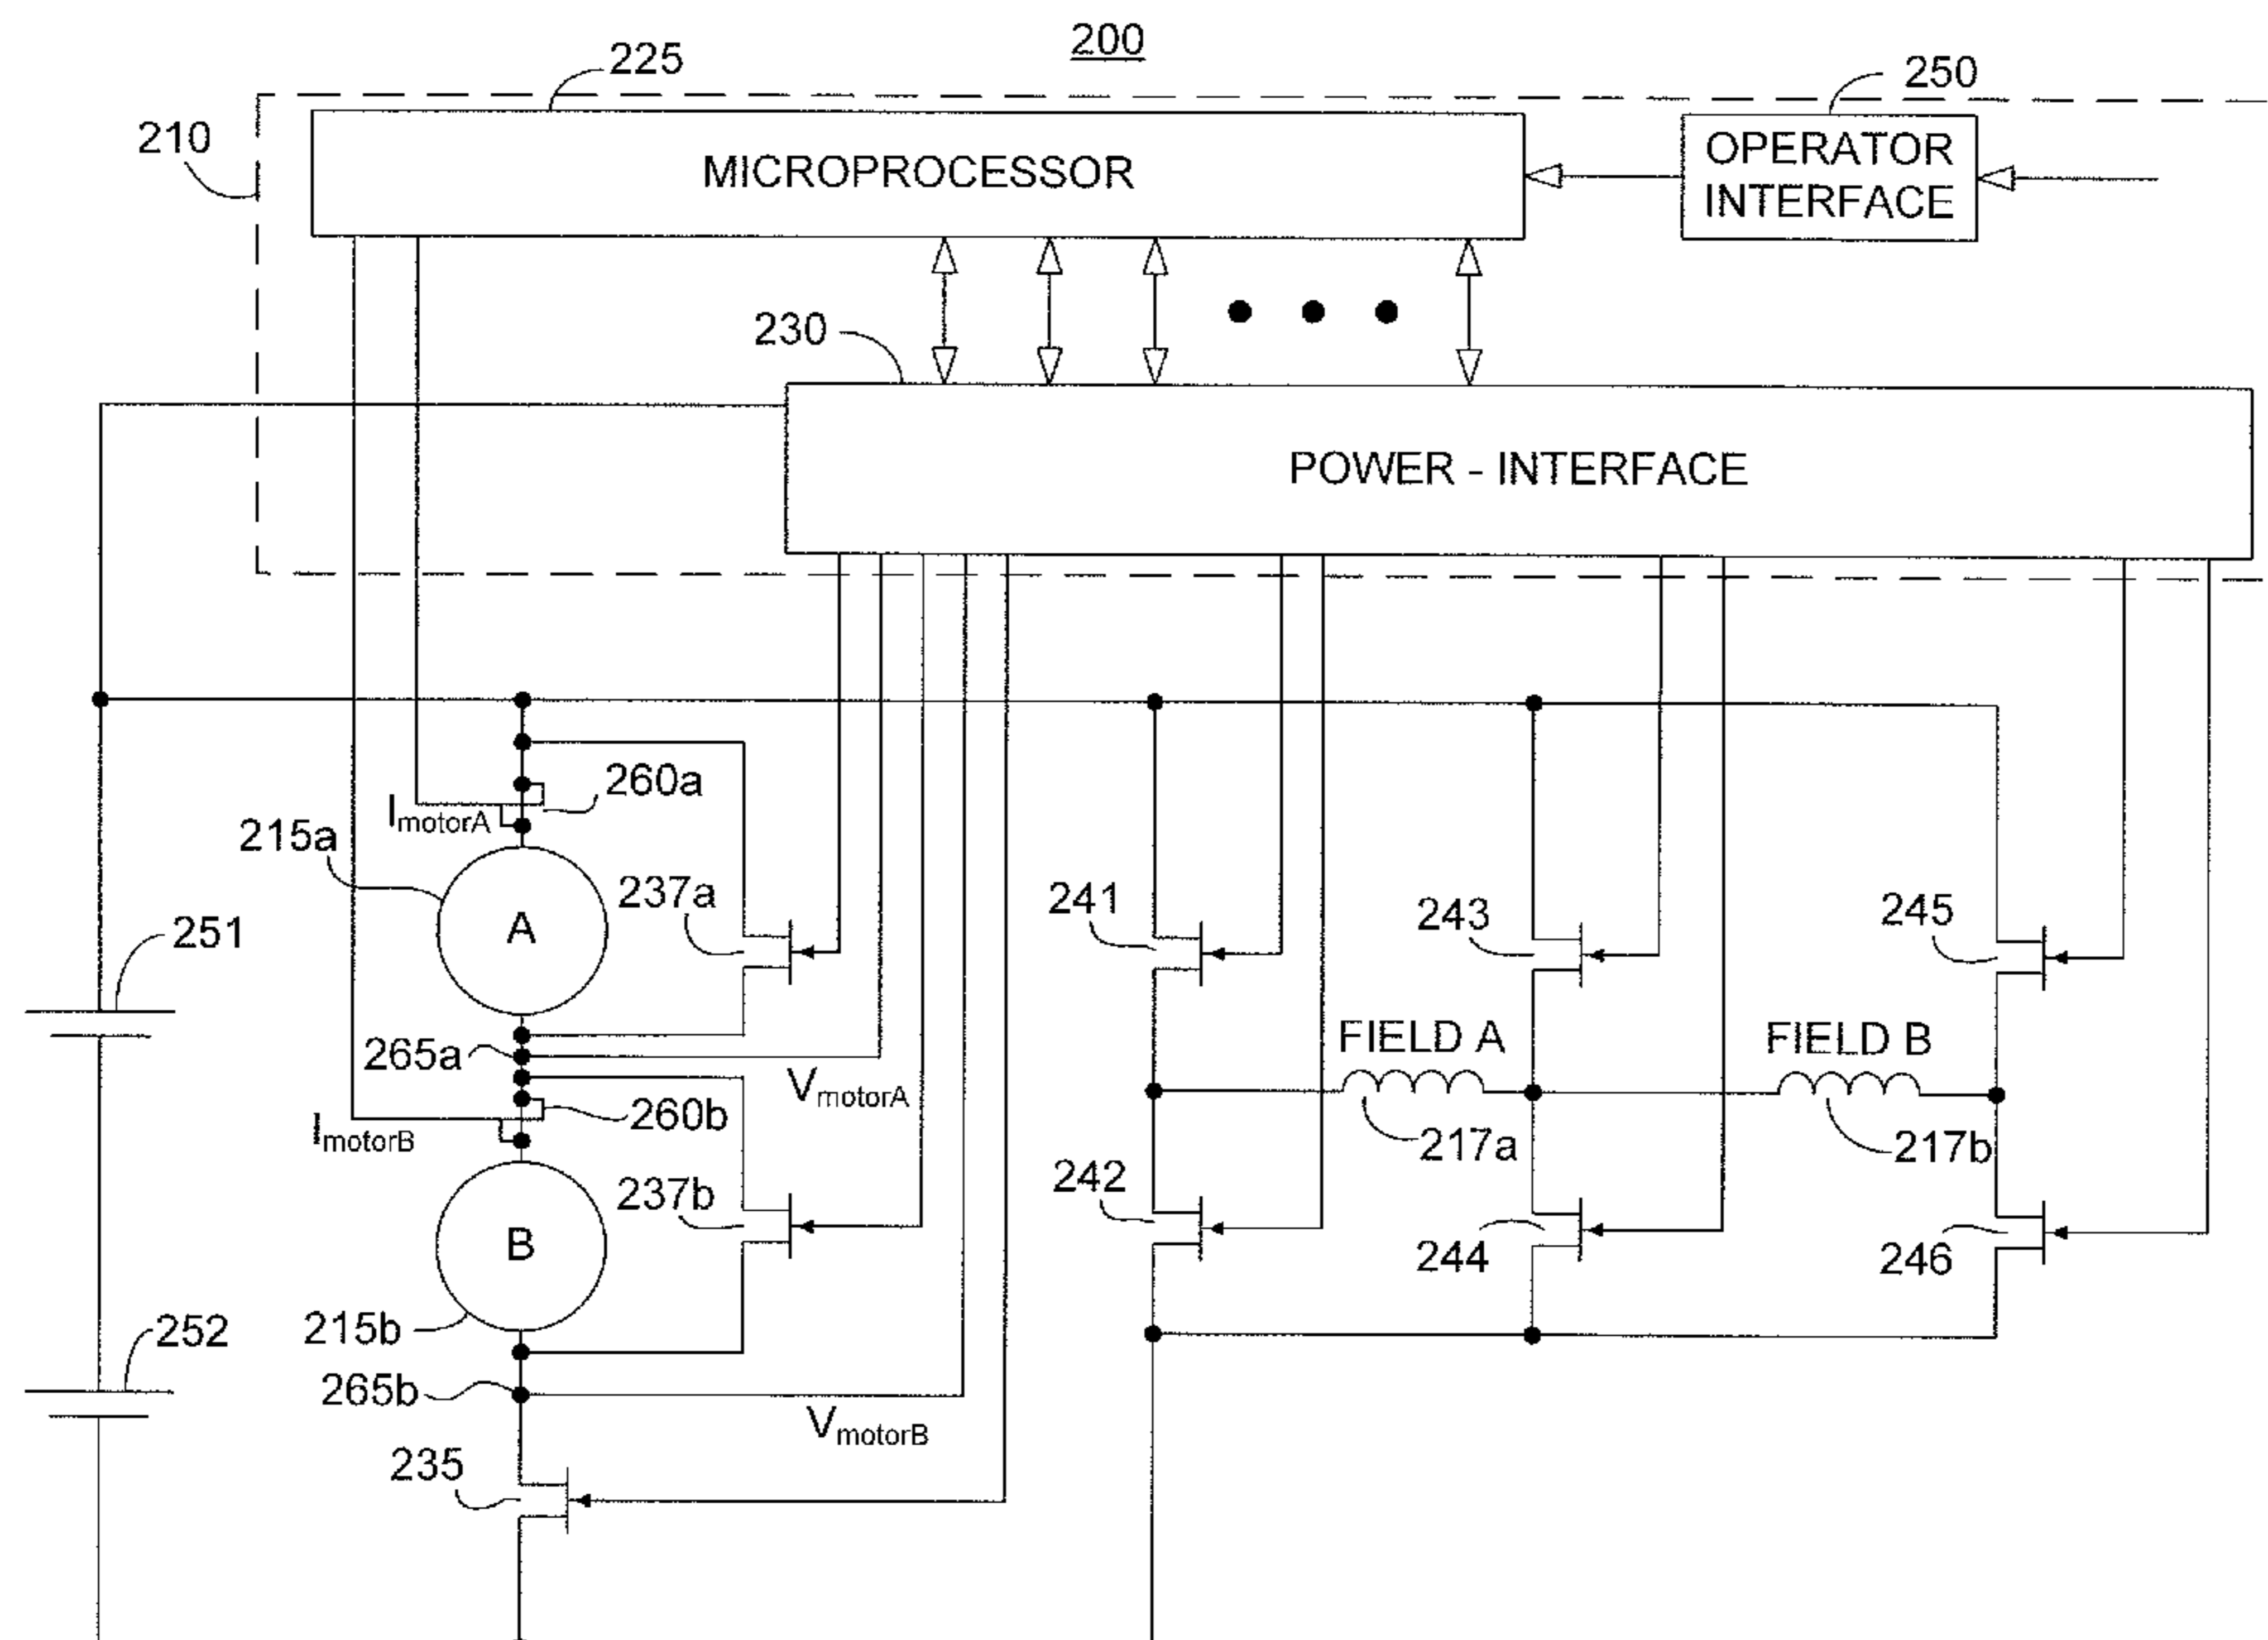 200
225
250
210
MICROPROCESSOR
OPERATOR
INTERFACE
230
POWER - INTERFACE
260a
ImotorA
215a
237a
241
243
245
251
A
265a
VmotorA
FIELD A
FIELD B
260b
ImotorB
217a
217b
237b
242
244
246
B
215b
252
265b
VmotorB
235